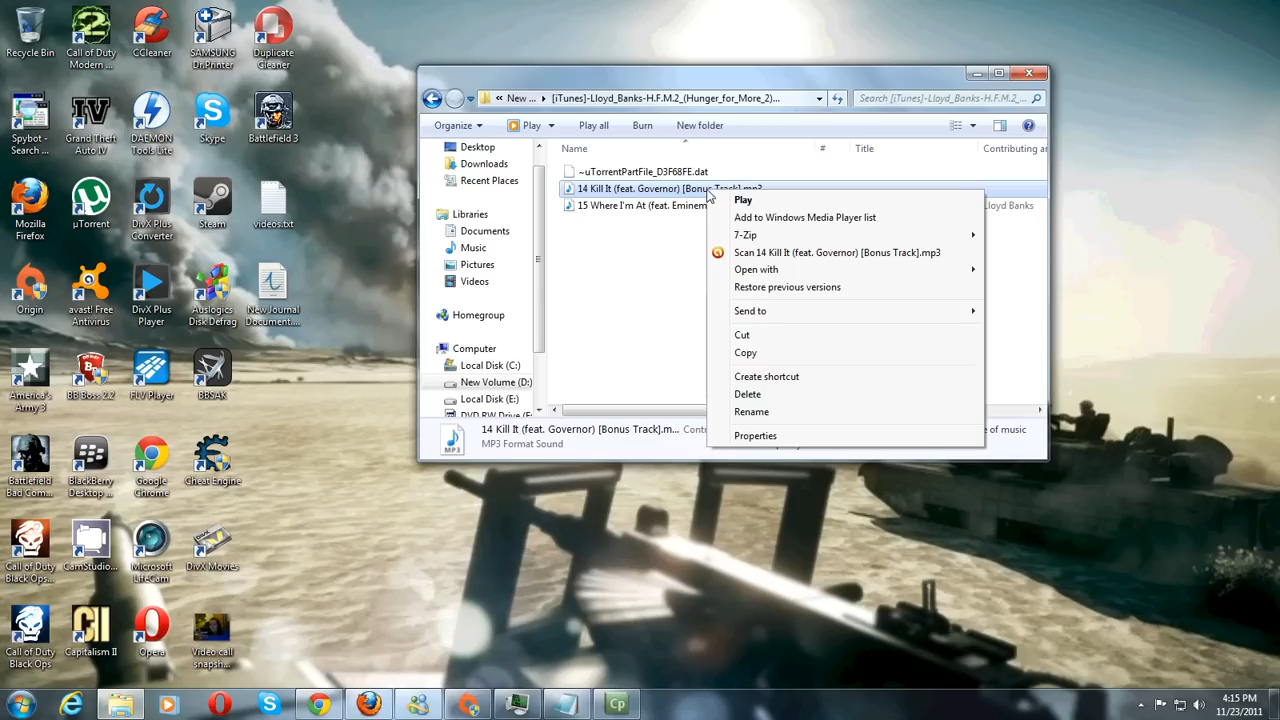 Recycle Bin
Call of Duty
Modern ...
CCleaner
SAMSUNG
Dr.Printer
Duplicate
Cleaner
Spybot -
Search ...
Grand Theft
Auto IV
DAEMON
Tools Lite
Skype
Battlefield 3
Mozilla
Firefox
µTorrent
DivX Plus
Converter
Steam
videos.txt
Origin
avast! Free
Antivirus
DivX Plus
Player
Auslogics
Disk Defrag
New Journal
Document....
America's
Army 3
BB Boss 2.2
FLV Player
BBSAK
Battlefield
Bad Com...
BlackBerry
Desktop ...
Google
Chrome
Cheat Engine
Call of Duty
Black Ops...
CamStudio...
Microsoft
LifeCam
DivX Movies
Call of Duty
Black Ops
Capitalism II
Opera
Video call
snapsh...
New ...
[iTunes]-Lloyd_Banks-H.F.M.2_(Hunger_for_More_2)...
Search [iTunes]-Lloyd_Banks-H.F.M.2_...
Organize
Play
Play all
Burn
New folder
Desktop
Downloads
Recent Places
Libraries
Documents
Music
Pictures
Videos
Homegroup
Computer
Local Disk (C:)
New Volume (D:)
Local Disk (E:)
DVD RW Drive (F:
Name
#
Title
Contributing ar
~uTorrentPartFile_D3F68FE.dat
14 Kill It (feat. Governor) [Bonus Track].mp3
15 Where I'm At (feat. Eminem
Lloyd Banks
Play
Add to Windows Media Player list
7-Zip
Scan 14 Kill It (feat. Governor) [Bonus Track].mp3
Open with
Restore previous versions
Send to
Cut
Copy
Create shortcut
Delete
Rename
Properties
14 Kill It (feat. Governor) [Bonus Track].m...
MP3 Format Sound
e of music
MP3
4:15 PM
11/23/2011